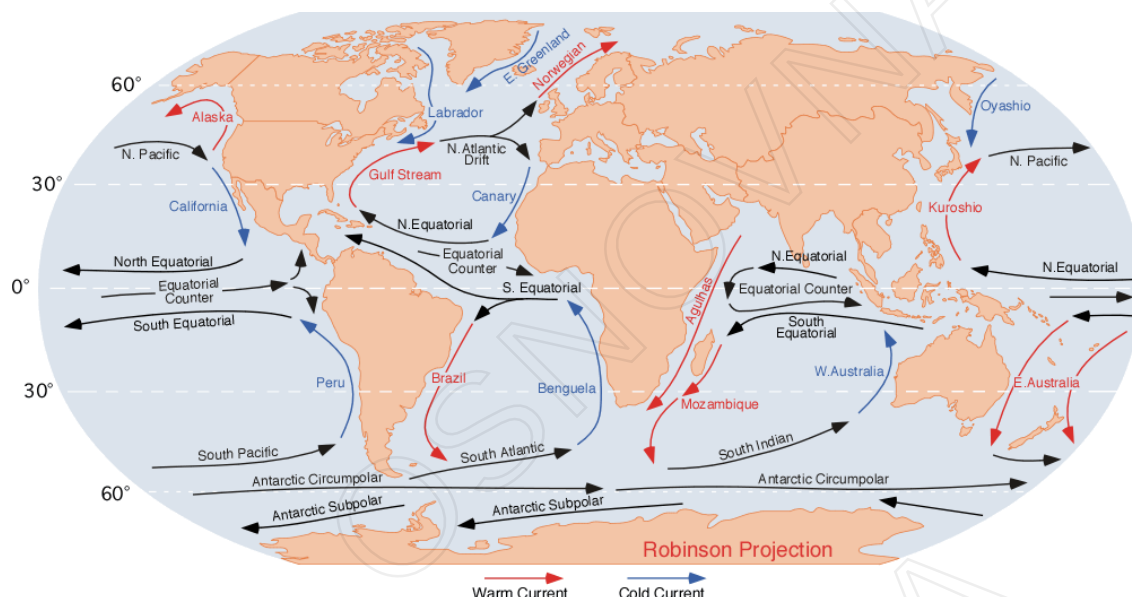 E. Greenland
Norwegian
60°
Alaska
Labrador
Oyashio
N. Pacific
N.Atlantic
Drift
N. Pacific
Gulf Stream
30°
California
Canary
Kuroshio
N.Equatorial
North Equatorial
Equatorial
Counter
N.Equatorial
N.Equatorial
0°
Equatorial
Counter
S. Equatorial
Agulhas
Equatorial Counter
South Equatorial
South
Equatorial
Peru
Brazil
Benguela
W.Australia
E.Australia
30°
Mozambique
South Pacific
South Atlantic
South Indian
Antarctic Circumpolar
Antarctic Circumpolar
60°
Antarctic Subpolar
Antarctic Subpolar
Robinson Projection
Warm Current
Cold Current